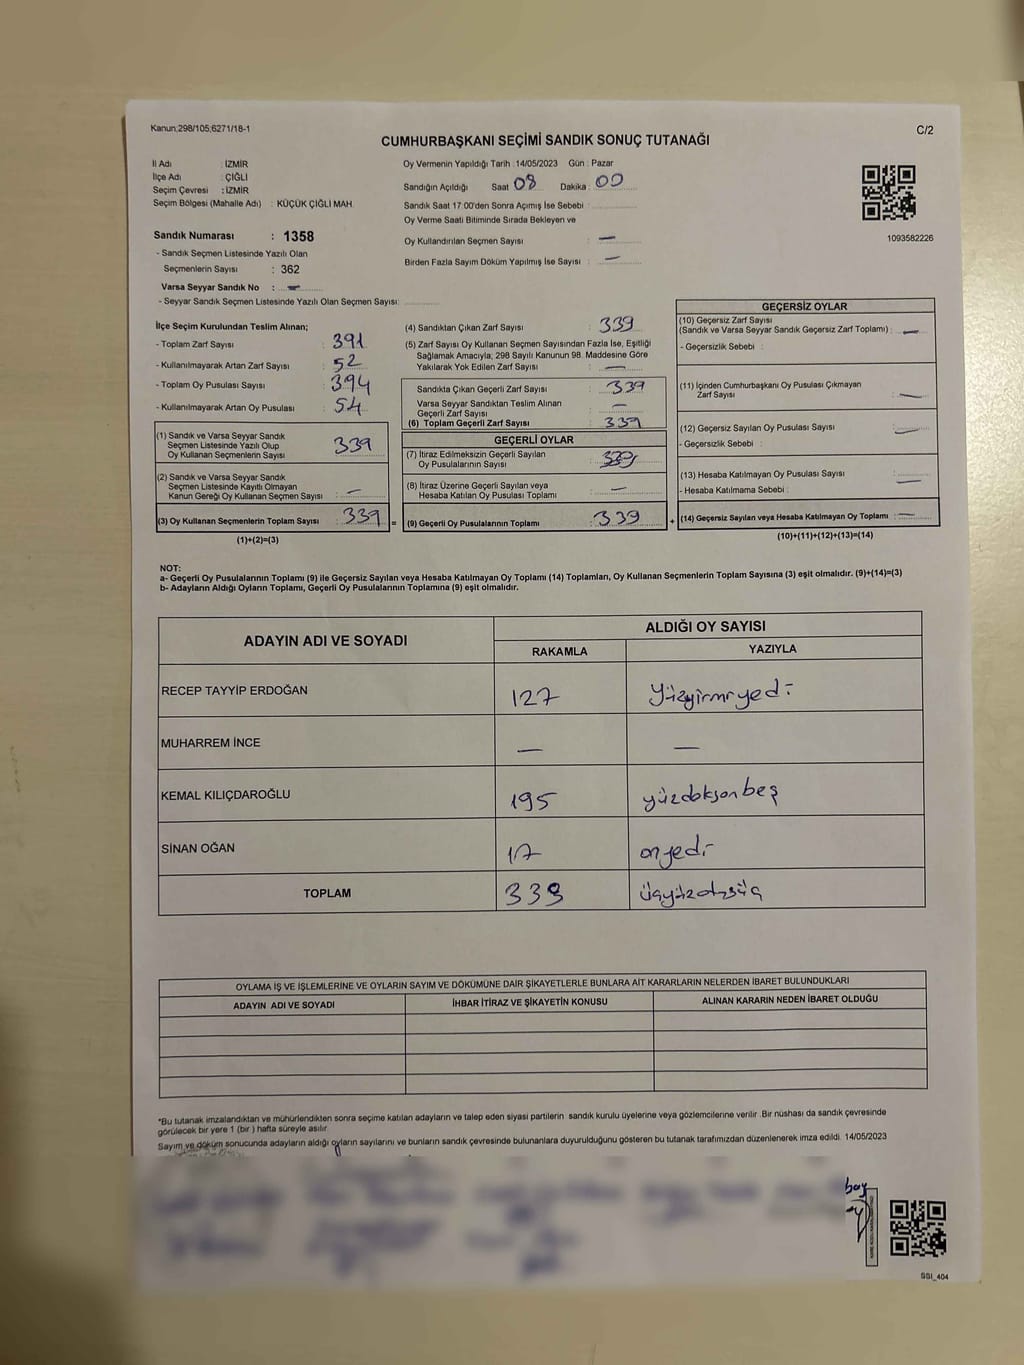 Kanun;298/105;6271/18-1
C/2
CUMHURBAŞKANI SEÇİMİ SANDIK SONUÇ TUTANAĞI
İl Adı : İZMİR
İlçe Adı : ÇİĞLİ
Seçim Çevresi : İZMİR
Seçim Bölgesi (Mahalle Adı) : KÜÇÜK ÇİĞLİ MAH.
Oy Vermenin Yapıldığı Tarih :14/05/2023 Gün : Pazar
Sandığın Açıldığı Saat 08 Dakika : 00
Sandık Saat 17:00'den Sonra Açımış İse Sebebi :
Oy Verme Saati Bitiminde Sırada Bekleyen ve
Oy Kullandırılan Seçmen Sayısı : —
Birden Fazla Sayım Döküm Yapılmış İse Sayısı : —
1093582226
Sandık Numarası : 1358
- Sandık Seçmen Listesinde Yazılı Olan
Seçmenlerin Sayısı : 362
Varsa Seyyar Sandık No : —
- Seyyar Sandık Seçmen Listesinde Yazılı Olan Seçmen Sayısı:
İlçe Seçim Kurulundan Teslim Alınan;
- Toplam Zarf Sayısı : 391
- Kullanılmayarak Artan Zarf Sayısı : 52
- Toplam Oy Pusulası Sayısı : 394
- Kullanılmayarak Artan Oy Pusulası : 54
(1) Sandık ve Varsa Seyyar Sandık
Seçmen Listesinde Yazılı Olup
Oy Kullanan Seçmenlerin Sayısı : 339
(2) Sandık ve Varsa Seyyar Sandık
Seçmen Listesinde Kayıtlı Olmayan
Kanun Gereği Oy Kullanan Seçmen Sayısı : —
(3) Oy Kullanan Seçmenlerin Toplam Sayısı : 339 =
(1)+(2)=(3)
(4) Sandıktan Çıkan Zarf Sayısı : 339
(5) Zarf Sayısı Oy Kullanan Seçmen Sayısından Fazla İse, Eşitliği
Sağlamak Amacıyla; 298 Sayılı Kanunun 98. Maddesine Göre
Yakılarak Yok Edilen Zarf Sayısı : —
Sandıkta Çıkan Geçerli Zarf Sayısı : 339
Varsa Seyyar Sandıktan Teslim Alınan
Geçerli Zarf Sayısı : —
(6) Toplam Geçerli Zarf Sayısı : 339
GEÇERLİ OYLAR
(7) İtiraz Edilmeksizin Geçerli Sayılan
Oy Pusulalarının Sayısı : 339
(8) İtiraz Üzerine Geçerli Sayılan veya
Hesaba Katılan Oy Pusulası Toplamı : —
(9) Geçerli Oy Pusulalarının Toplamı : 339 +
GEÇERSİZ OYLAR
(10) Geçersiz Zarf Sayısı
(Sandık ve Varsa Seyyar Sandık Geçersiz Zarf Toplamı) : —
- Geçersizlik Sebebi :
(11) İçinden Cumhurbaşkanı Oy Pusulası Çıkmayan
Zarf Sayısı : —
(12) Geçersiz Sayılan Oy Pusulası Sayısı : —
- Geçersizlik Sebebi :
(13) Hesaba Katılmayan Oy Pusulası Sayısı : —
- Hesaba Katılmama Sebebi :
(14) Geçersiz Sayılan veya Hesaba Katılmayan Oy Toplamı : —
(10)+(11)+(12)+(13)=(14)
NOT:
a- Geçerli Oy Pusulalarının Toplamı (9) ile Geçersiz Sayılan veya Hesaba Katılmayan Oy Toplamı (14) Toplamları, Oy Kullanan Seçmenlerin Toplam Sayısına (3) eşit olmalıdır. (9)+(14)=(3)
b- Adayların Aldığı Oyların Toplamı, Geçerli Oy Pusulalarının Toplamına (9) eşit olmalıdır.
ADAYIN ADI VE SOYADI ALDIĞI OY SAYISI
RAKAMLA YAZIYLA
RECEP TAYYİP ERDOĞAN 127 yüzyirmiyedi
MUHARREM İNCE — —
KEMAL KILIÇDAROĞLU 195 yüzdoksanbeş
SİNAN OĞAN 17 onyedi
TOPLAM 339
OYLAMA İŞ VE İŞLEMLERİNE VE OYLARIN SAYIM VE DÖKÜMÜNE DAİR ŞİKAYETLERLE BUNLARA AİT KARARLARIN NELERDEN İBARET BULUNDUKLARI
ADAYIN ADI VE SOYADI İHBAR İTİRAZ VE ŞİKAYETİN KONUSU ALINAN KARARIN NEDEN İBARET OLDUĞU
*Bu tutanak imzalandıktan ve mühürlendikten sonra seçime katılan adayların ve talep eden siyasi partilerin sandık kurulu üyelerine veya gözlemcilerine verilir .Bir nüshası da sandık çevresinde
görülecek bir yere 1 (bir ) hafta süreyle asılır.
Sayım ve döküm sonucunda adayların aldığı oyların sayılarını ve bunların sandık çevresinde bulunanlara duyurulduğunu gösteren bu tutanak tarafımızdan düzenlenerek imza edildi. 14/05/2023
SSI_404